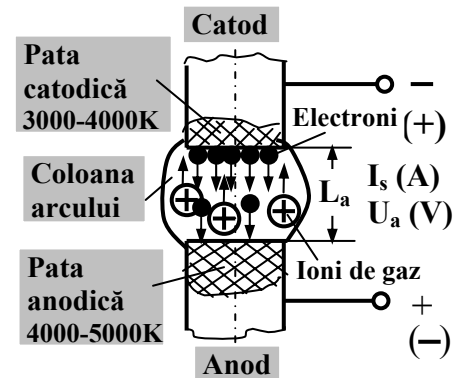 Catod
Pata
catodică
3000-4000K
−
Electroni
(+)
Coloana
arcului
La
Is (A)
Ua (V)
Pata
anodică
4000-5000K
Ioni de gaz
+
(−)
Anod